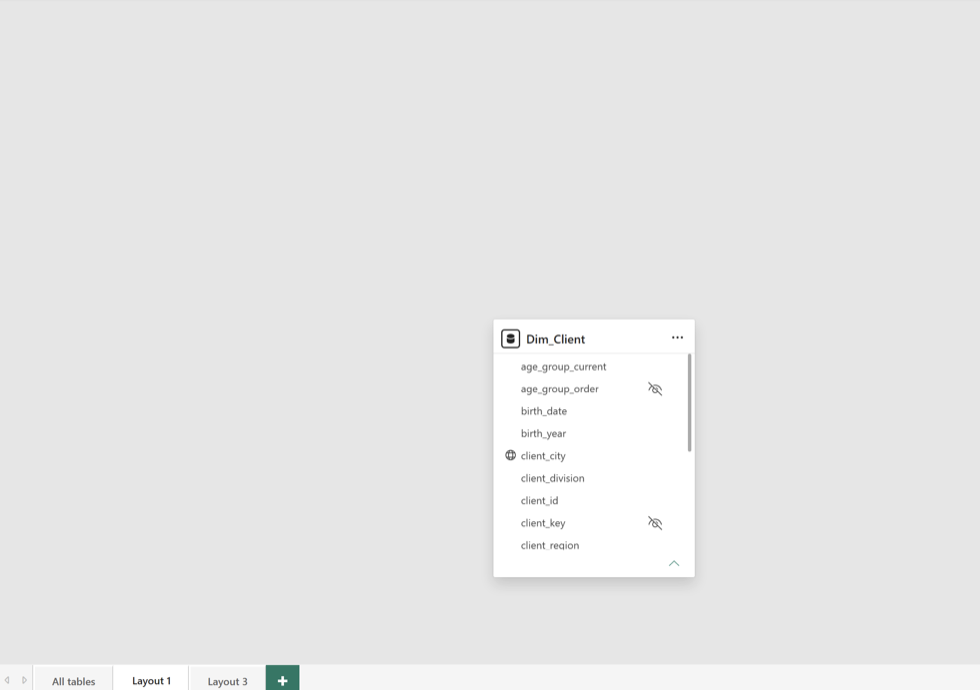 Dim_Client
age_group_current
age_group_order
birth_date
birth_year
client_city
client_division
client_id
client_key
client_region
All tables
Layout 1
Layout 3